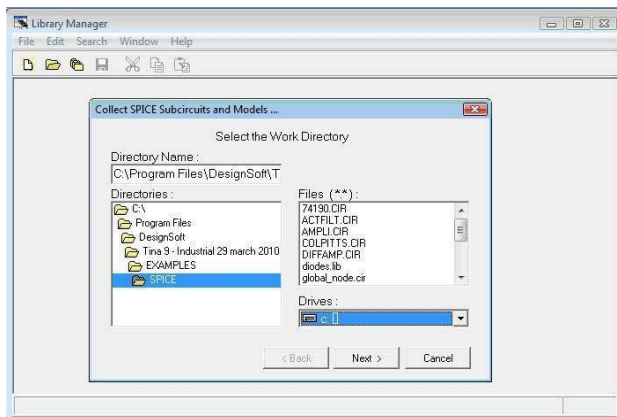 Library Manager
File Edit Search Window Help
Collect SPICE Subcircuits and Models ...
Select the Work Directory
Directory Name :
C:\Program Files\DesignSoft\T
Directories :
C:\
Program Files
DesignSoft
Tina 9 - Industrial 29 march 2010
EXAMPLES
SPICE
Files (*.*) :
74190.CIR
ACTFILT.CIR
AMPLI.CIR
COLPITTS.CIR
DIFFAMP.CIR
diodes.lib
global_node.cir
Drives :
c: []
< Back Next > Cancel